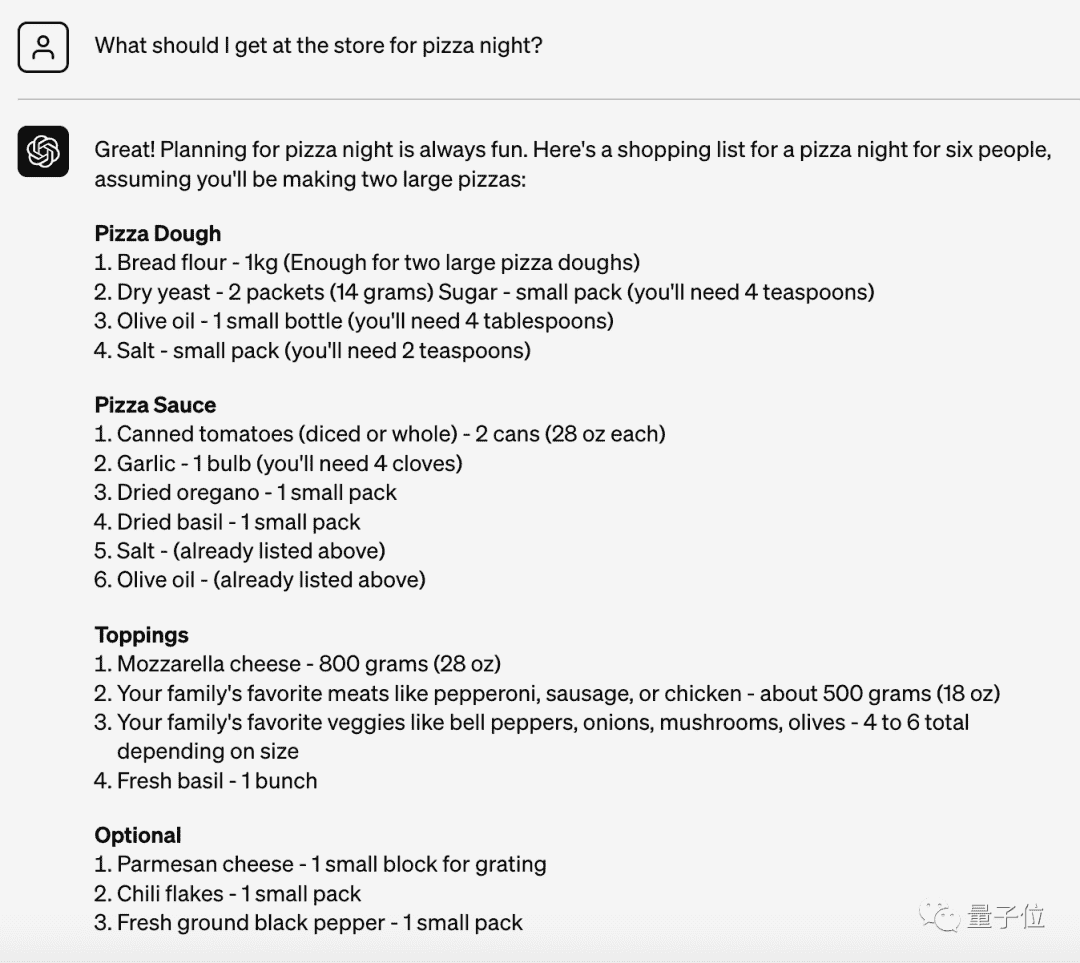 What should I get at the store for pizza night?
Great! Planning for pizza night is always fun. Here's a shopping list for a pizza night for six people,
assuming you'll be making two large pizzas:
Pizza Dough
1. Bread flour - 1kg (Enough for two large pizza doughs)
2. Dry yeast - 2 packets (14 grams) Sugar - small pack (you'll need 4 teaspoons)
3. Olive oil - 1 small bottle (you'll need 4 tablespoons)
4. Salt - small pack (you'll need 2 teaspoons)
Pizza Sauce
1. Canned tomatoes (diced or whole) - 2 cans (28 oz each)
2. Garlic - 1 bulb (you'll need 4 cloves)
3. Dried oregano - 1 small pack
4. Dried basil - 1 small pack
5. Salt - (already listed above)
6. Olive oil - (already listed above)
Toppings
1. Mozzarella cheese - 800 grams (28 oz)
2. Your family's favorite meats like pepperoni, sausage, or chicken - about 500 grams (18 oz)
3. Your family's favorite veggies like bell peppers, onions, mushrooms, olives - 4 to 6 total
depending on size
4. Fresh basil - 1 bunch
Optional
1. Parmesan cheese - 1 small block for grating
2. Chili flakes - 1 small pack
3. Fresh ground black pepper - 1 small pack
量子位